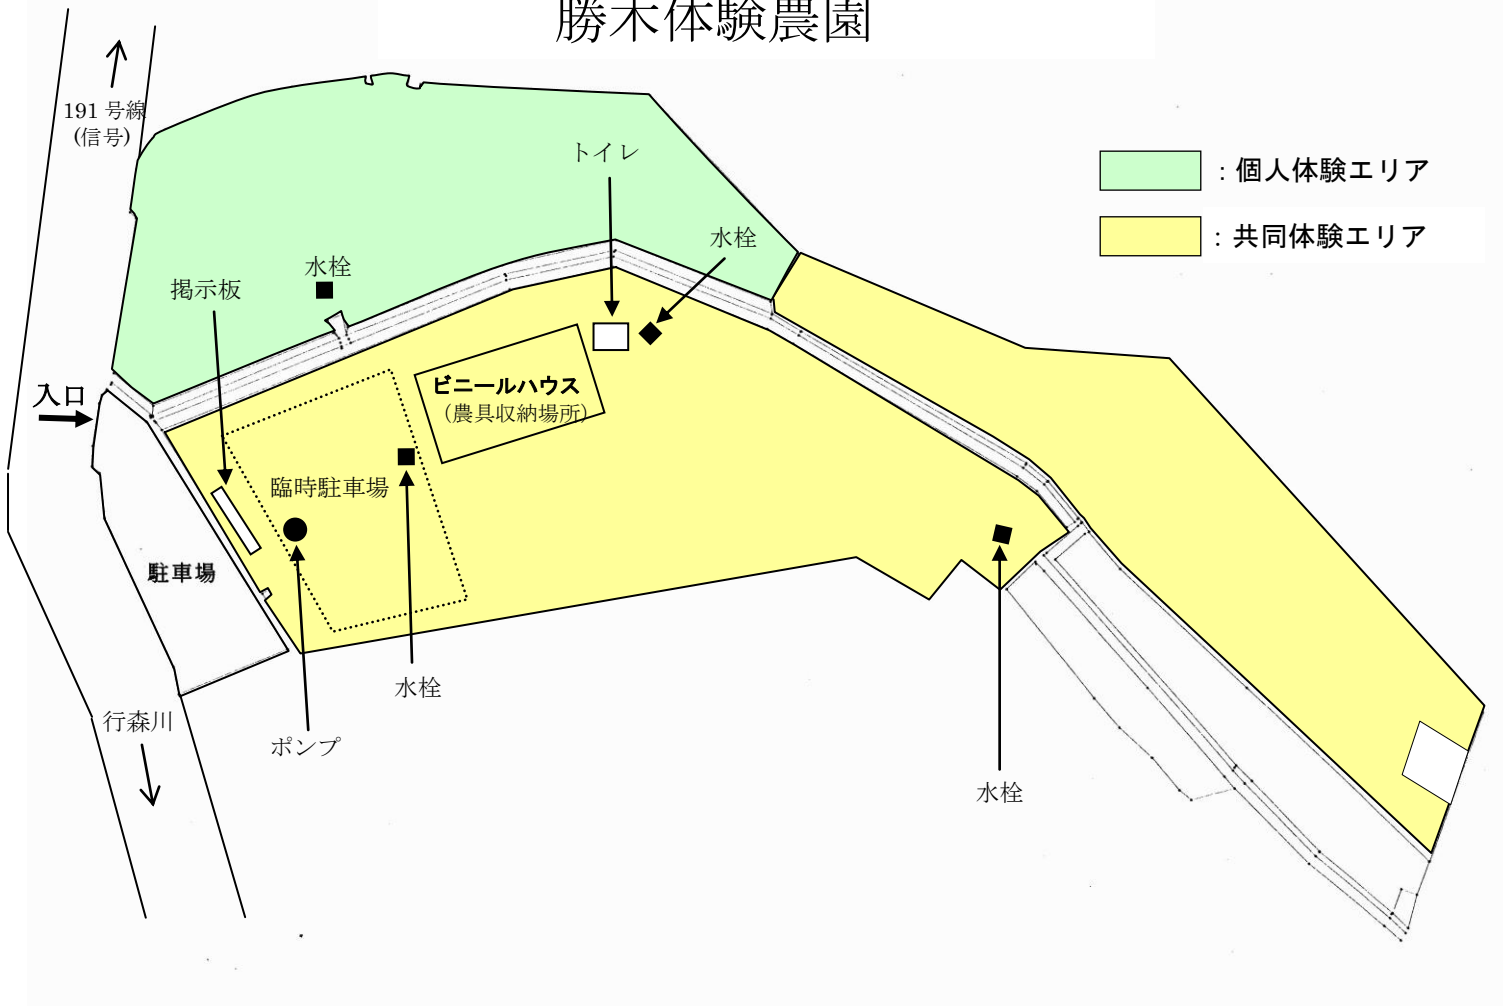 勝木体験農園
191 号線
(信号)
トイレ
：個人体験エリア
水栓
：共同体験エリア
水栓
掲示板
入口
ビニールハウス
（農具収納場所）
臨時駐車場
駐車場
水栓
行森川
ポンプ
水栓